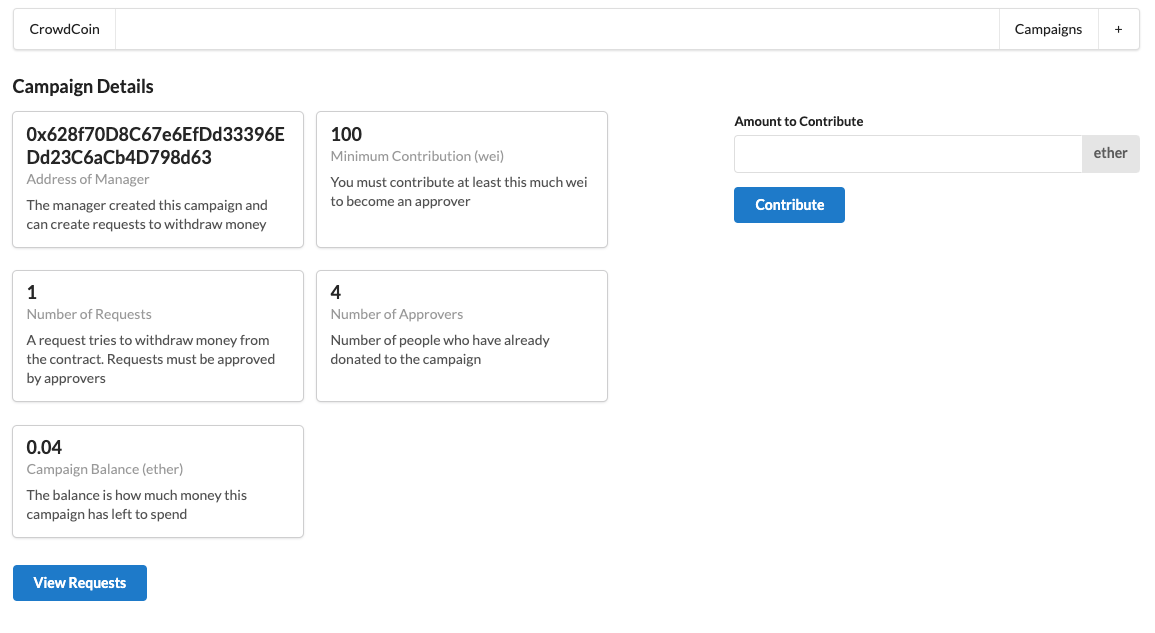 CrowdCoin
Campaigns
+
Campaign Details
0x628f70D8C67e6EfDd33396E
Dd23C6aCb4D798d63
Address of Manager
The manager created this campaign and
can create requests to withdraw money
100
Minimum Contribution (wei)
You must contribute at least this much wei
to become an approver
1
Number of Requests
A request tries to withdraw money from
the contract. Requests must be approved
by approvers
4
Number of Approvers
Number of people who have already
donated to the campaign
0.04
Campaign Balance (ether)
The balance is how much money this
campaign has left to spend
View Requests
Amount to Contribute
ether
Contribute